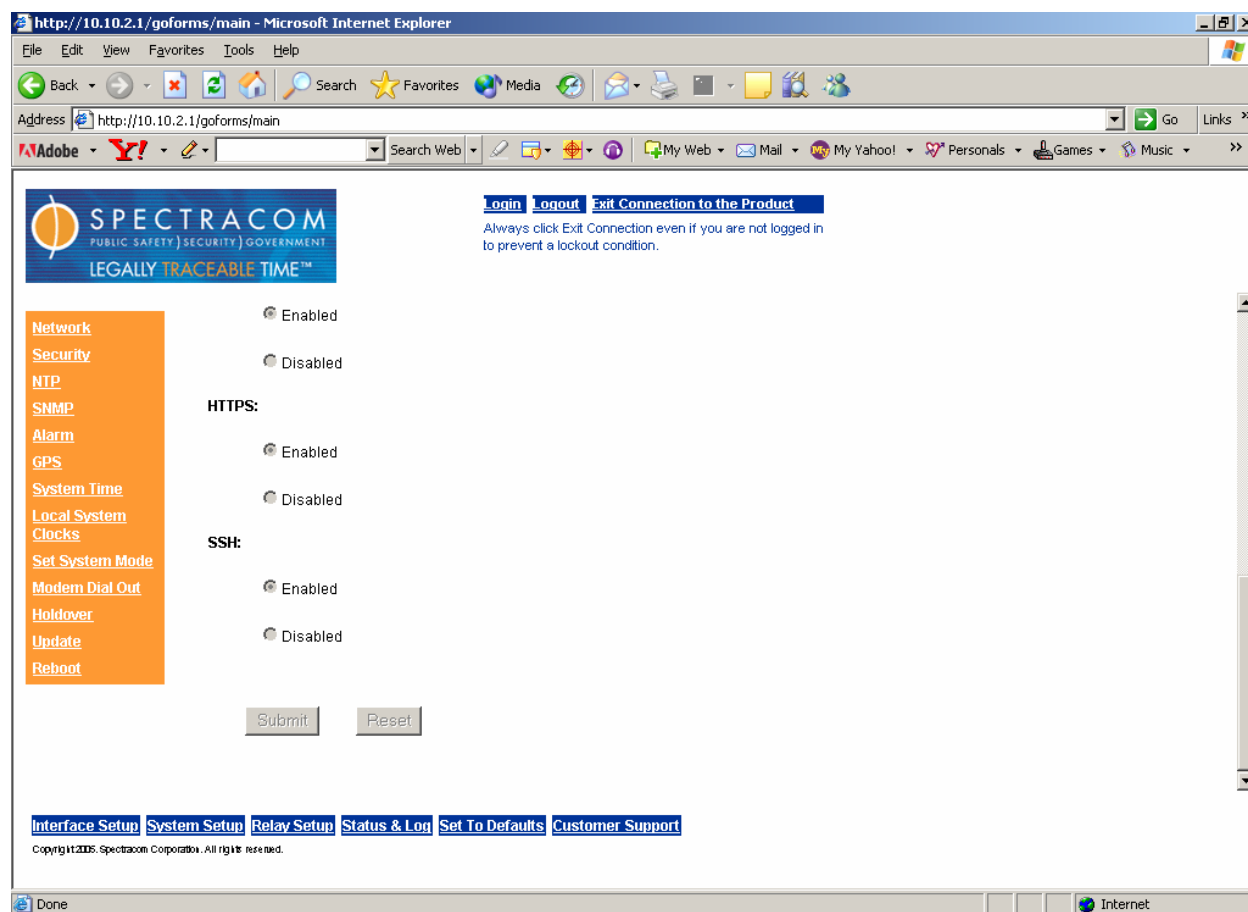 http://10.10.2.1/goforms/main - Microsoft Internet Explorer
File Edit View Favorites Tools Help
Back Search Favorites Media
Address http://10.10.2.1/goforms/main Go Links »
Adobe Y! Search Web My Web Mail My Yahoo! Personals Games Music »
SPECTRACOM
PUBLIC SAFETY) SECURITY) GOVERNMENT
LEGALLY TRACEABLE TIME™
Login Logout Exit Connection to the Product
Always click Exit Connection even if you are not logged in
to prevent a lockout condition.
Network
Security
NTP
SNMP
Alarm
GPS
System Time
Local System
Clocks
Set System Mode
Modem Dial Out
Holdover
Update
Reboot
Enabled
Disabled
HTTPS:
Enabled
Disabled
SSH:
Enabled
Disabled
Submit Reset
Interface Setup System Setup Relay Setup Status & Log Set To Defaults Customer Support
Copyright 2005. Spectracom Corporation. All rights reserved.
Done Internet